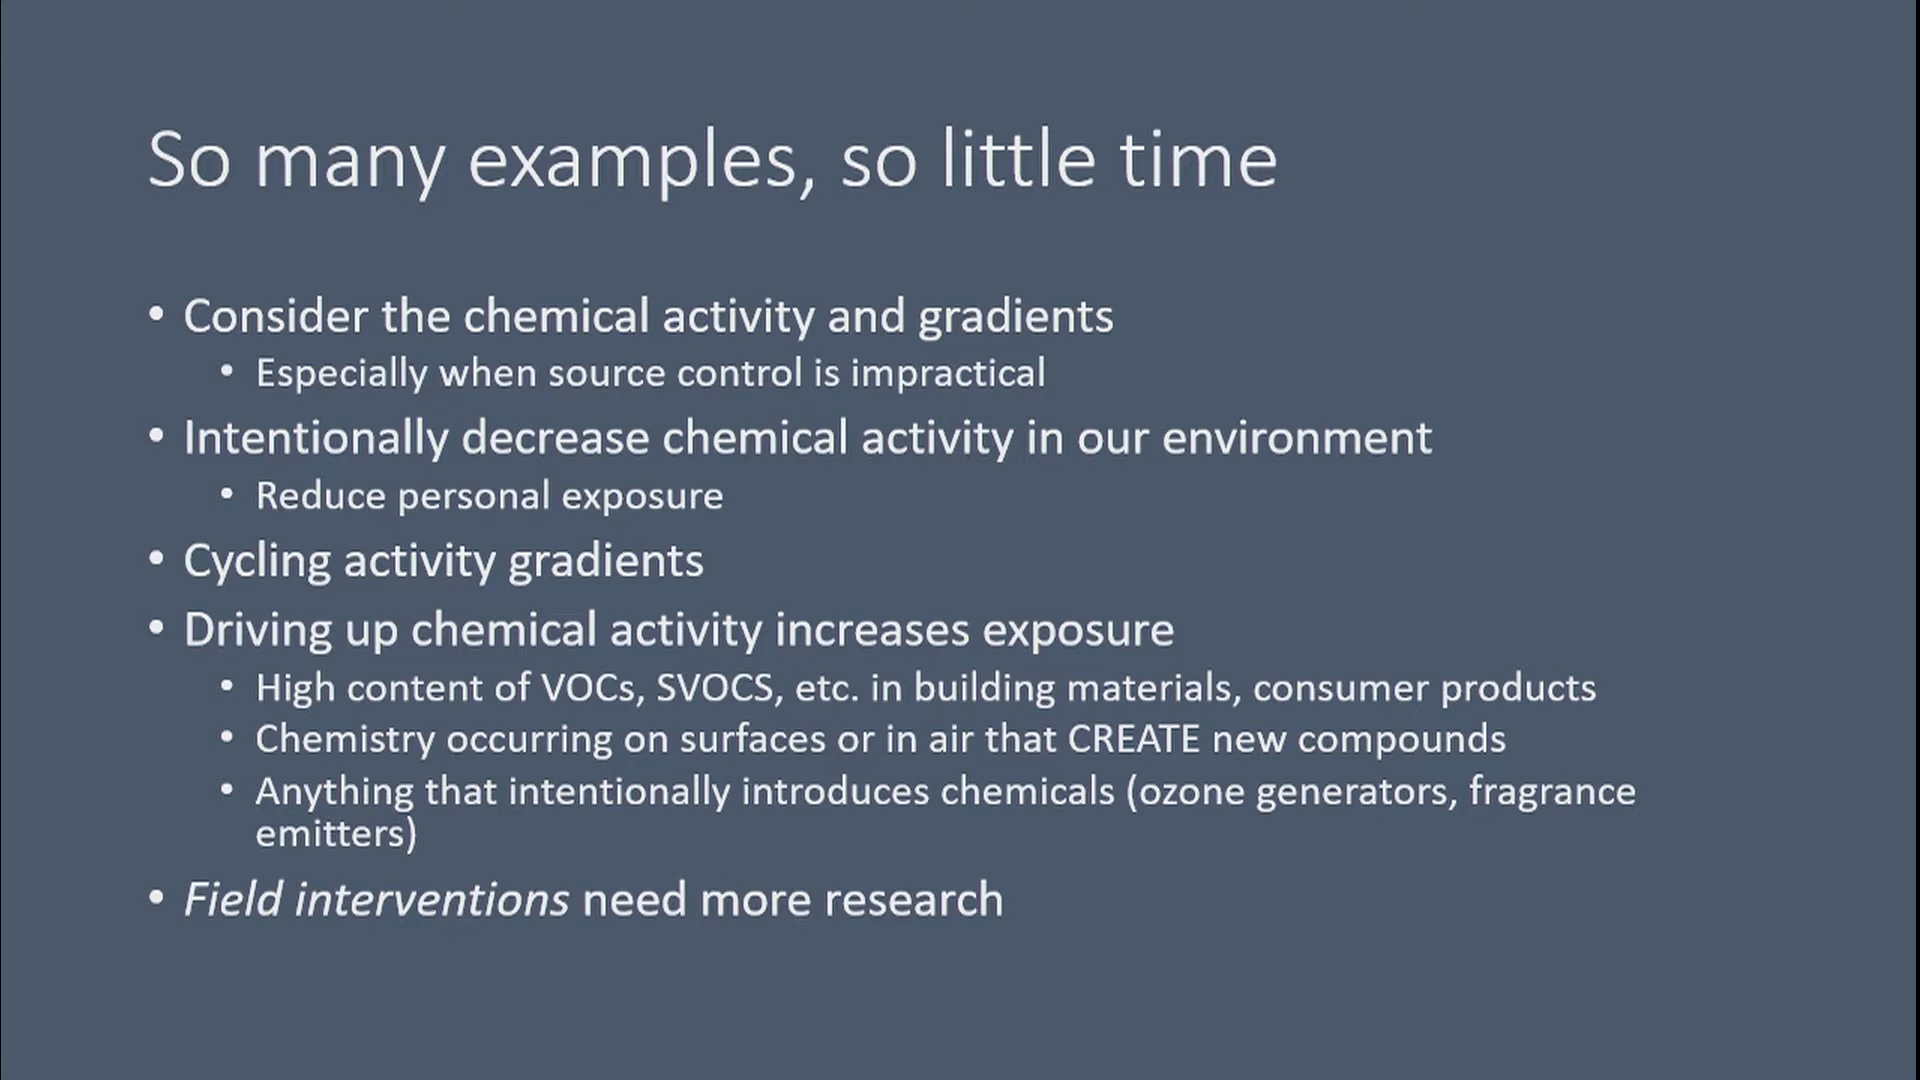 So many examples, so little time
• Consider the chemical activity and gradients
• Especially when source control is impractical
• Intentionally decrease chemical activity in our environment
• Reduce personal exposure
• Cycling activity gradients
• Driving up chemical activity increases exposure
• High content of VOCs, SVOCS, etc. in building materials, consumer products
• Chemistry occurring on surfaces or in air that CREATE new compounds
• Anything that intentionally introduces chemicals (ozone generators, fragrance
emitters)
• Field interventions need more research